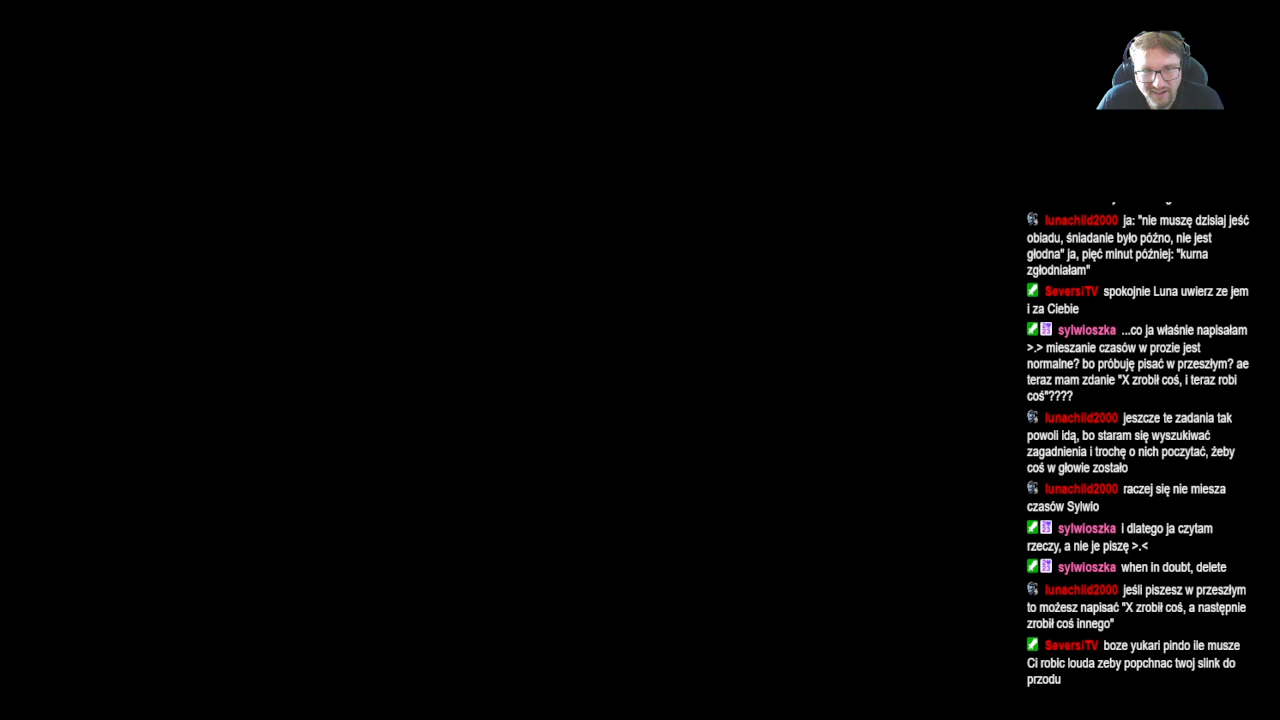 lunachild2000 ja: "nie muszę dzisiaj jeść
obiadu, śniadanie było późno, nie jest
głodna" ja, pięć minut później: "kurna
zgłodniałam"
SeversiTV spokojnie Luna uwierz ze jem
i za Ciebie
sylwioszka ...co ja właśnie napisałam
>.> mieszanie czasów w prozie jest
normalne? bo próbuję pisać w przeszłym? ae
teraz mam zdanie "X zrobił coś, i teraz robi
coś"????
lunachild2000 jeszcze te zadania tak
powoli idą, bo staram się wyszukiwać
zagadnienia i trochę o nich poczytać, żeby
coś w głowie zostało
lunachild2000 raczej się nie miesza
czasów Sylwio
sylwioszka i dlatego ja czytam
rzeczy, a nie je piszę >.<
sylwioszka when in doubt, delete
lunachild2000 jeśli piszesz w przeszłym
to możesz napisać "X zrobił coś, a następnie
zrobił coś innego"
SeversiTV boze yukari pindo ile musze
Ci robic louda zeby popchnac twoj slink do
przodu